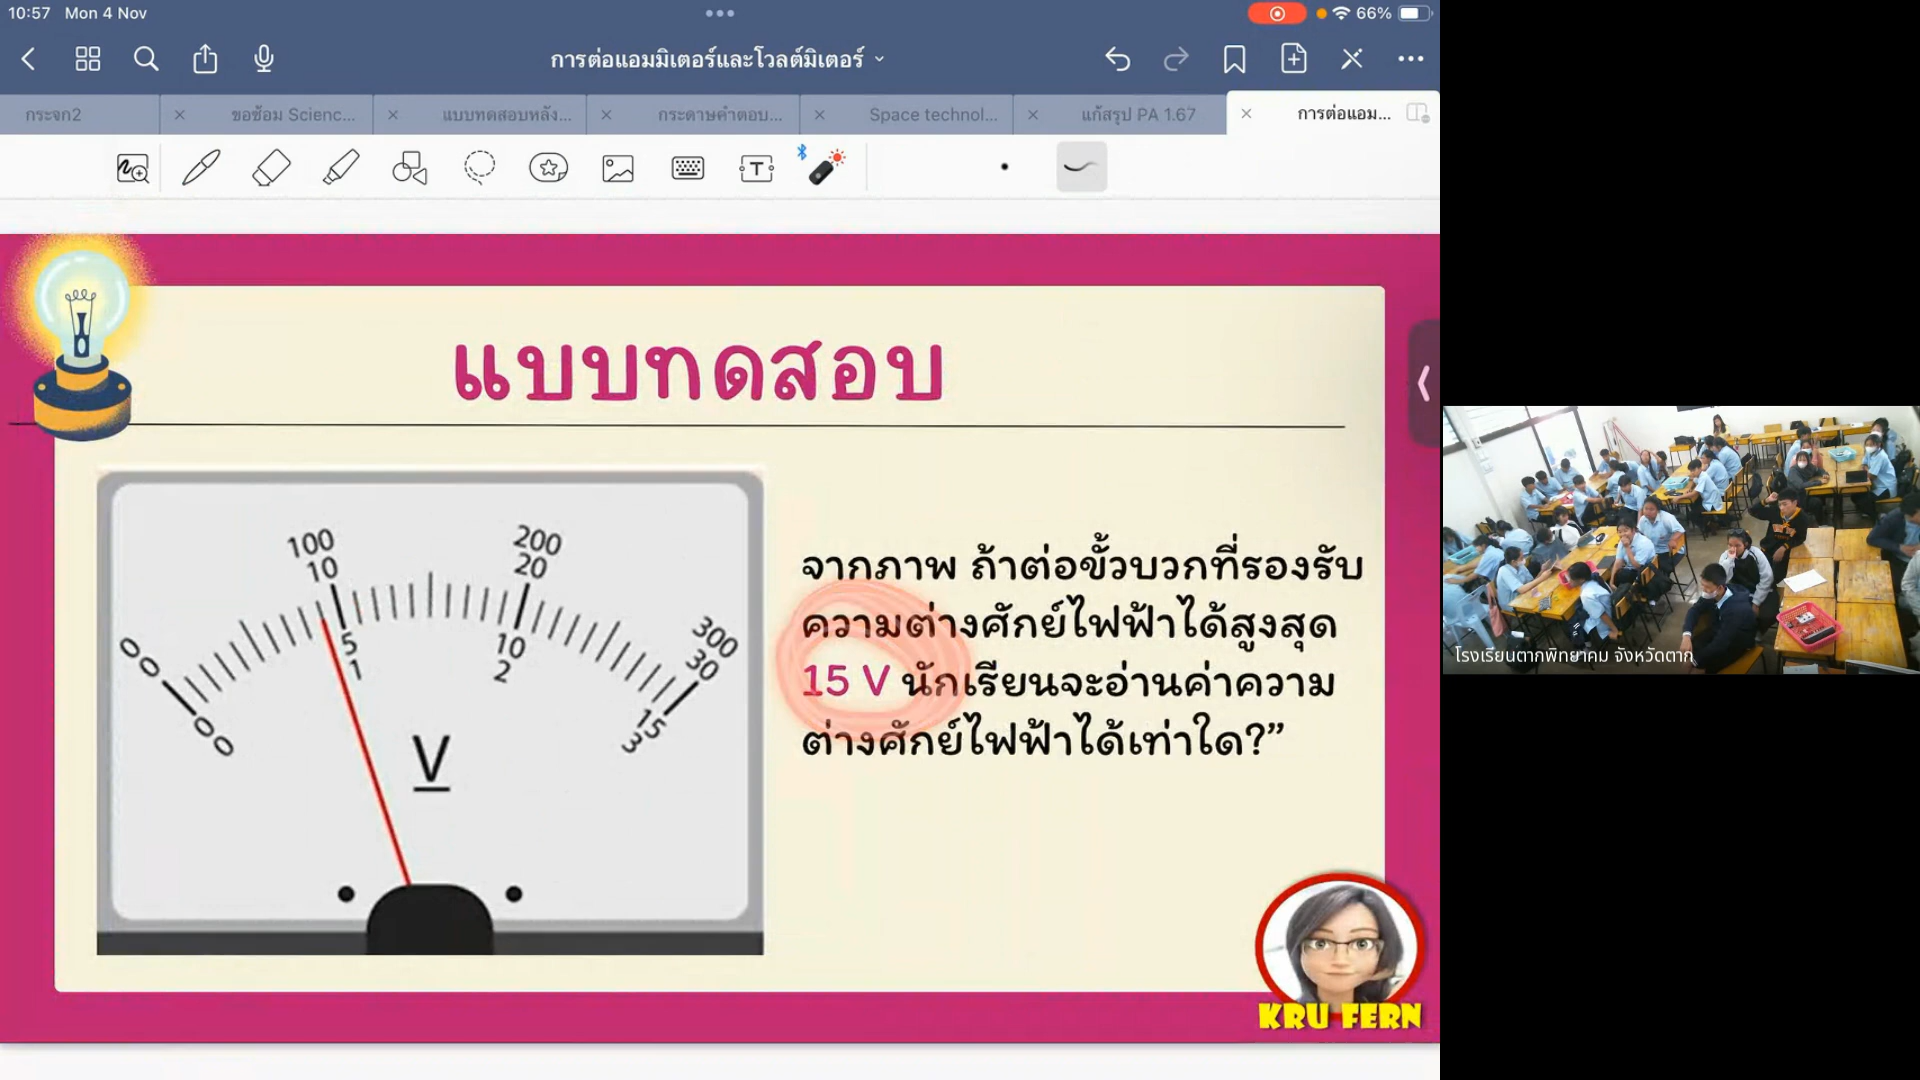 10:57 Mon 4 Nov
66%
การต่อแอมมิเตอร์และโวลต์มิเตอร์
กระจก2
ขอซ้อม Scienc...
แบบทดสอบหลัง...
กระดาษคำตอบ...
Space technol...
แก้สรุป PA 1.67
การต่อแอม...
T
แบบทดสอบ
100
200
10
20
300
0
5
10
30
0
1
2
0
15
0
3
V
จากภาพ ถ้าต่อขั้วบวกที่รองรับ
ความต่างศักย์ไฟฟ้าได้สูงสุด
15 V นักเรียนจะอ่านค่าความ
ต่างศักย์ไฟฟ้าได้เท่าใด?”
KRU FERN
โรงเรียนตากพิทยาคม จังหวัดตาก